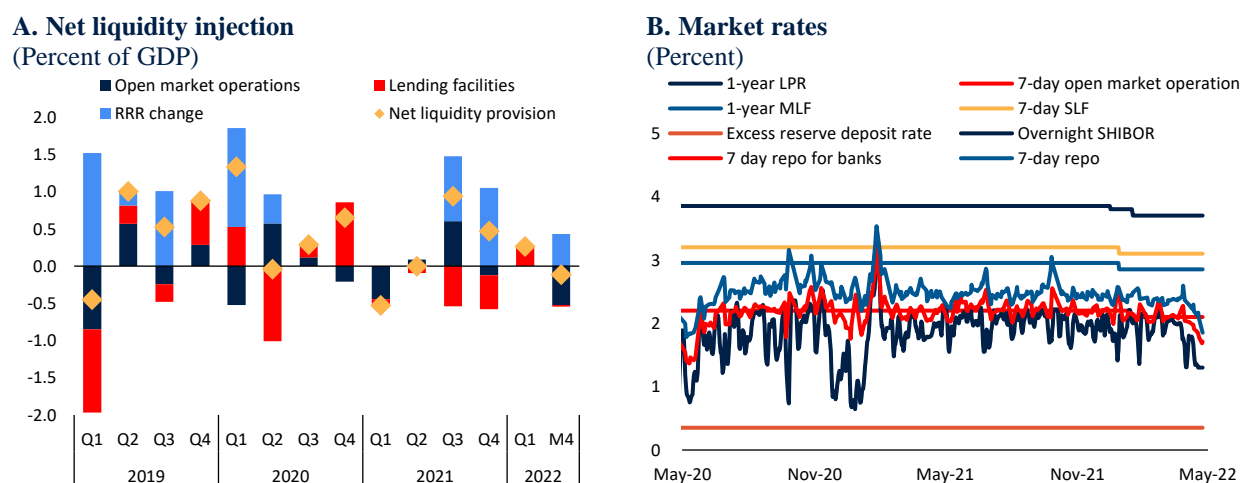 A. Net liquidity injection
(Percent of GDP)
Open market operations
Lending facilities
RRR change
Net liquidity provision
2.0
1.5
1.0
0.5
0.0
-0.5
-1.0
-1.5
-2.0
Q1 Q2 Q3 Q4 Q1 Q2 Q3 Q4 Q1 Q2 Q3 Q4 Q1 M4
2019 2020 2021 2022
B. Market rates
(Percent)
1-year LPR
7-day open market operation
1-year MLF
7-day SLF
Excess reserve deposit rate
Overnight SHIBOR
7 day repo for banks
7-day repo
5
4
3
2
1
0
May-20 Nov-20 May-21 Nov-21 May-22